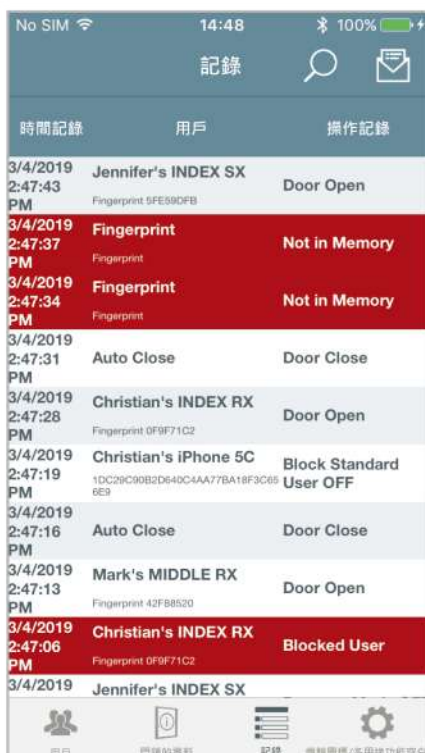 No SIM 14:48 100%
記錄
時間記錄 用戶 操作記錄
3/4/2019 2:47:43 PM Jennifer's INDEX SX Door Open
Fingerprint 5FE59DFB
3/4/2019 2:47:37 PM Fingerprint Not in Memory
Fingerprint
3/4/2019 2:47:34 PM Fingerprint Not in Memory
Fingerprint
3/4/2019 2:47:31 PM Auto Close Door Close
3/4/2019 2:47:28 PM Christian's INDEX RX Door Open
Fingerprint 0F9F71C2
3/4/2019 2:47:19 PM Christian's iPhone 5C Block Standard User OFF
1DC29C90B2D640C4AA77BA18F3C65
6E9
3/4/2019 2:47:16 PM Auto Close Door Close
3/4/2019 2:47:13 PM Mark's MIDDLE RX Door Open
Fingerprint 42F88520
3/4/2019 2:47:06 PM Christian's INDEX RX Blocked User
Fingerprint 0F9F71C2
3/4/2019 Jennifer's INDEX SX
用戶 記錄